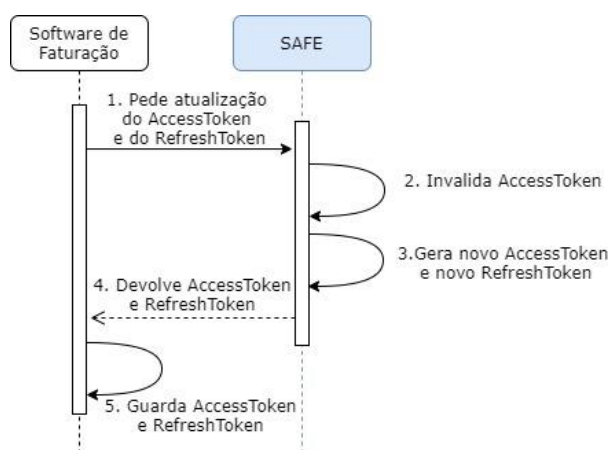 Software de
Faturação
SAFE
1. Pede atualização
do AccessToken
e do RefreshToken
2. Invalida AccessToken
3.Gera novo AccessToken
e novo RefreshToken
4. Devolve AccessToken
e RefreshToken
5. Guarda AccessToken
e RefreshToken